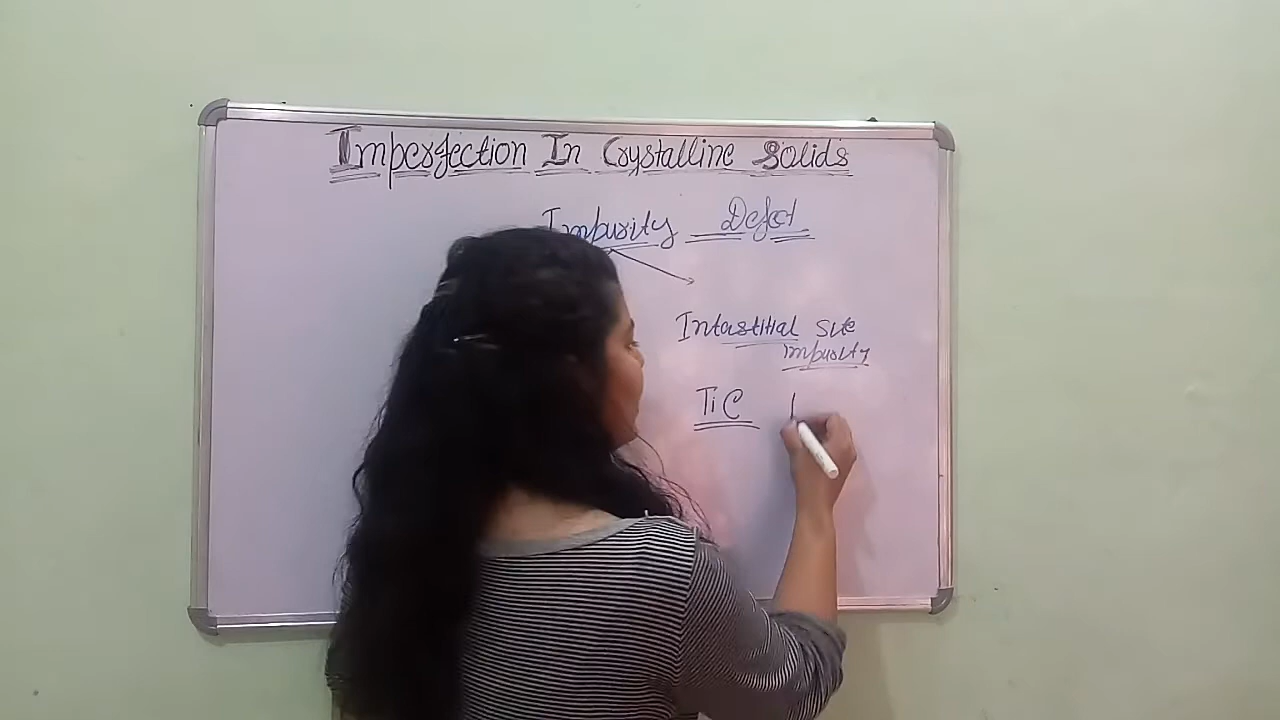 Imperfection In Crystalline Solids
Impurity Defect
Interstitial site
impurity
TiC